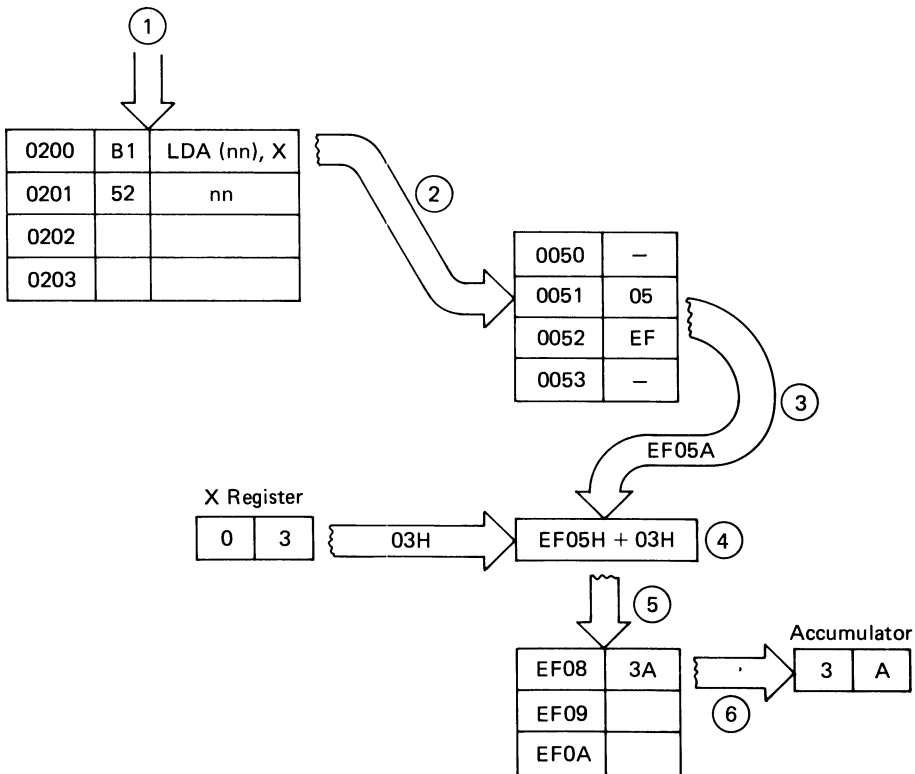 1
0200 B1 LDA (nn), X
0201 52 nn
0202
0203
2
0050 –
0051 05
0052 EF
0053 –
3
EF05A
X Register
0 3
03H
EF05H + 03H
4
5
EF08 3A
EF09
EF0A
6
Accumulator
3 A